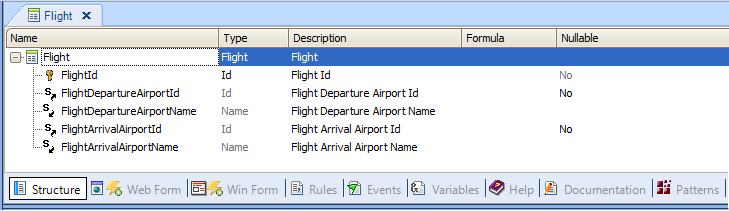 Flight
Name Type Description Formula Nullable
Flight Flight Flight
FlightId Id Flight Id No
FlightDepartureAirportId Id Flight Departure Airport Id No
FlightDepartureAirportName Name Flight Departure Airport Name
FlightArrivalAirportId Id Flight Arrival Airport Id No
FlightArrivalAirportName Name Flight Arrival Airport Name
Structure Web Form Win Form Rules Events Variables Help Documentation Patterns